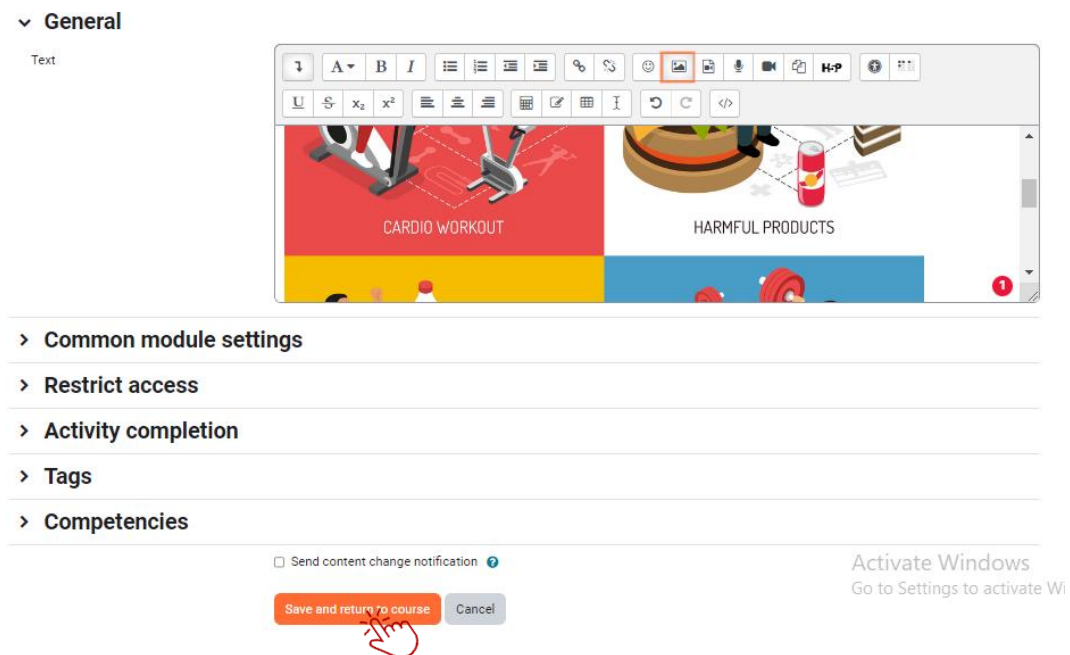 General
Text
A B I H-P
U S x₂ x² </>
CARDIO WORKOUT
HARMFUL PRODUCTS
1
Common module settings
Restrict access
Activity completion
Tags
Competencies
Send content change notification ?
Activate Windows
Go to Settings to activate Wi
Save and return to course
Cancel